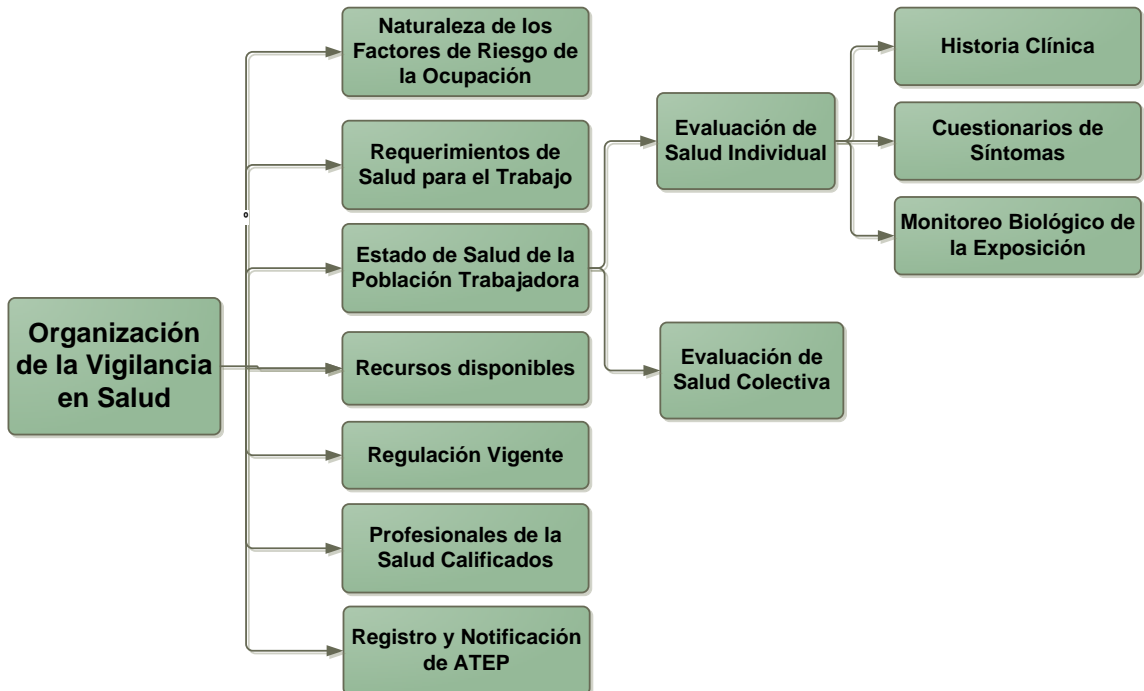 Naturaleza de los
Factores de Riesgo de
la Ocupación
Historia Clínica
Evaluación de
Salud Individual
Cuestionarios de
Síntomas
Requerimientos de
Salud para el Trabajo
Monitoreo Biológico de
la Exposición
Estado de Salud de la
Población Trabajadora
Organización
de la Vigilancia
en Salud
Recursos disponibles
Evaluación de
Salud Colectiva
Regulación Vigente
Profesionales de la
Salud Calificados
Registro y Notificación
de ATEP